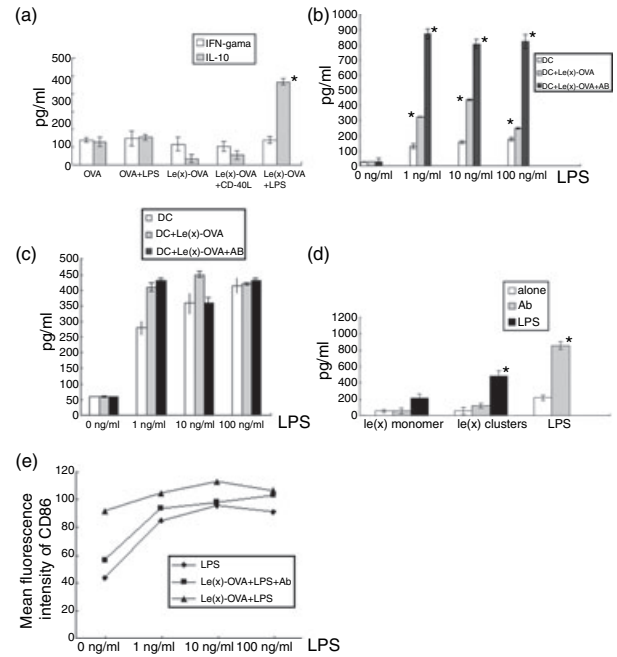 (a)
IFN-gama
IL-10
pg/ml
400
300
400
300
200
100
0
OVA
OVA+LPS
Le(x)-OVA
Le(x)-OVA
+CD-40L
Le(x)-OVA
+LPS
*
(b)
DC
DC+Le(x)-OVA
DC+Le(x)-OVA+AB
pg/ml
900
800
700
600
500
400
300
200
100
0
* * * * *
0 ng/ml 1 ng/ml 10 ng/ml 100 ng/ml LPS
(c)
DC
DC+Le(x)-OVA
DC+Le(x)-OVA+AB
pg/ml
450
400
350
300
250
200
150
100
50
0
0 ng/ml 1 ng/ml 10 ng/ml 100 ng/ml LPS
(d)
alone
Ab
LPS
pg/ml
1200
1000
800
600
400
200
0
* *
le(x) monomer le(x) clusters LPS
(e)
Mean fluorescence
intensity of CD86
120
100
80
60
40
20
0
LPS
Le(x)-OVA+LPS+Ab
Le(x)-OVA+LPS
0 ng/ml 1 ng/ml 10 ng/ml 100 ng/ml LPS